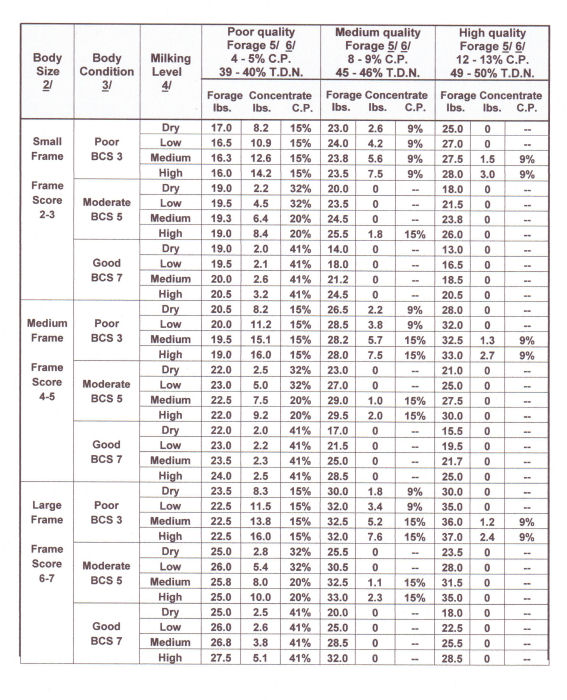 Poor quality Medium quality High quality
Forage 5/ 6/ Forage 5/ 6/ Forage 5/ 6/
Body Body Milking 4 - 5% C.P. 8 - 9% C.P. 12 - 13% C.P.
Size Condition Level 39 - 40% T.D.N. 45 - 46% T.D.N. 49 - 50% T.D.N.
2/ 3/ 4/
Forage Concentrate Forage Concentrate Forage Concentrate
lbs. lbs. C.P. lbs. lbs. C.P. lbs. lbs. C.P.
Dry 17.0 8.2 15% 23.0 2.6 9% 25.0 0 --
Small Poor Low 16.5 10.9 15% 24.0 4.2 9% 27.0 0 --
Frame BCS 3 Medium 16.3 12.6 15% 23.8 5.6 9% 27.5 1.5 9%
High 16.0 14.2 15% 23.5 7.5 9% 28.0 3.0 9%
Frame Dry 19.0 2.2 32% 20.0 0 -- 18.0 0 --
Score Moderate Low 19.5 4.5 32% 23.5 0 -- 21.5 0 --
2-3 BCS 5 Medium 19.3 6.4 20% 24.5 0 -- 23.8 0 --
High 19.0 8.4 20% 25.5 1.8 15% 26.0 0 --
Dry 19.0 2.0 41% 14.0 0 -- 13.0 0 --
Good Low 19.5 2.1 41% 18.0 0 -- 16.5 0 --
BCS 7 Medium 20.0 2.6 41% 21.2 0 -- 18.5 0 --
High 20.5 3.2 41% 24.5 0 -- 20.5 0 --
Dry 20.5 8.2 15% 26.5 2.2 9% 28.0 0 --
Medium Poor Low 20.0 11.2 15% 28.5 3.8 9% 32.0 0 --
Frame BCS 3 Medium 19.5 15.1 15% 28.2 5.7 15% 32.5 1.3 9%
High 19.0 16.0 15% 28.0 7.5 15% 33.0 2.7 9%
Frame Dry 22.0 2.5 32% 23.0 0 -- 21.0 0 --
Score Moderate Low 23.0 5.0 32% 27.0 0 -- 25.0 0 --
4-5 BCS 5 Medium 22.5 7.5 20% 29.0 1.0 15% 27.5 0 --
High 22.0 9.2 20% 29.5 2.0 15% 30.0 0 --
Dry 22.0 2.0 41% 17.0 0 -- 15.5 0 --
Good Low 23.0 2.2 41% 21.5 0 -- 19.5 0 --
BCS 7 Medium 23.5 2.3 41% 25.0 0 -- 21.7 0 --
High 24.0 2.5 41% 28.5 0 -- 25.0 0 --
Dry 23.5 8.3 15% 30.0 1.8 9% 30.0 0 --
Large Poor Low 22.5 11.5 15% 32.0 3.4 9% 35.0 0 --
Frame BCS 3 Medium 22.5 13.8 15% 32.5 5.2 15% 36.0 1.2 9%
High 22.5 16.0 15% 32.0 7.6 15% 37.0 2.4 9%
Frame Dry 25.0 2.8 32% 25.5 0 -- 23.5 0 --
Score Moderate Low 26.0 5.4 32% 30.5 0 -- 28.0 0 --
6-7 BCS 5 Medium 25.8 8.0 20% 32.5 1.1 15% 31.5 0 --
High 25.0 10.0 20% 33.0 2.3 15% 35.0 0 --
Dry 25.0 2.5 41% 20.0 0 -- 18.0 0 --
Good Low 26.0 2.6 41% 25.0 0 -- 22.5 0 --
BCS 7 Medium 26.8 3.8 41% 28.5 0 -- 25.5 0 --
High 27.5 5.1 41% 32.0 0 -- 28.5 0 --